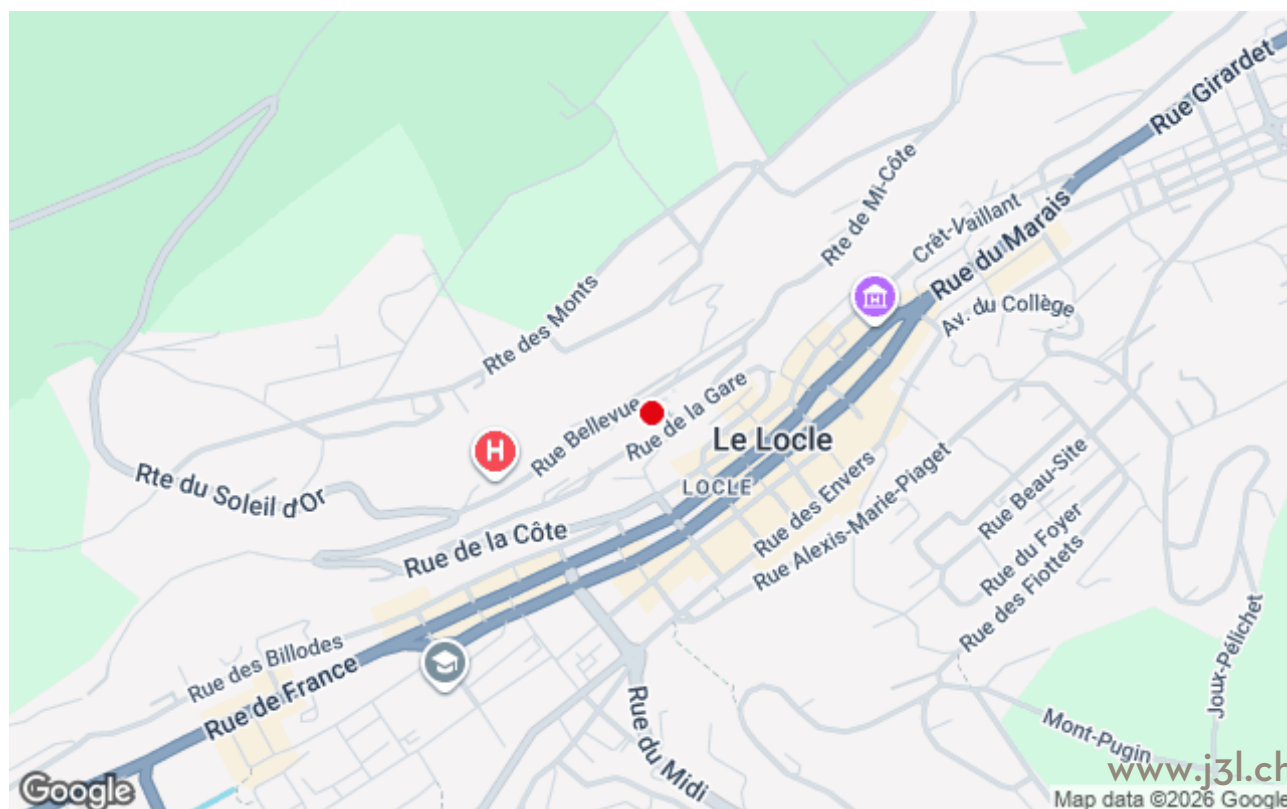 Rue Girardet
Rte de Mi-Côte
Crêt-Vaillant
Rue du Marais
Av. du Collège
Rte des Monts
Rue de la Gare
Rue Bellevue
H
Le Locle
LOCLE
Rte du Soleil d'Or
Rue de la Côte
Rue des Envers
Rue Alexis-Marie-Piaget
Rue Beau-Site
Rue du Foyer
Rue des Fiottets
Rue des Billodes
Rue de France
Rue du Midi
Joux-Pélichet
Mont-Pugin
www.j3l.ch
Google
Map data ©2026 Google